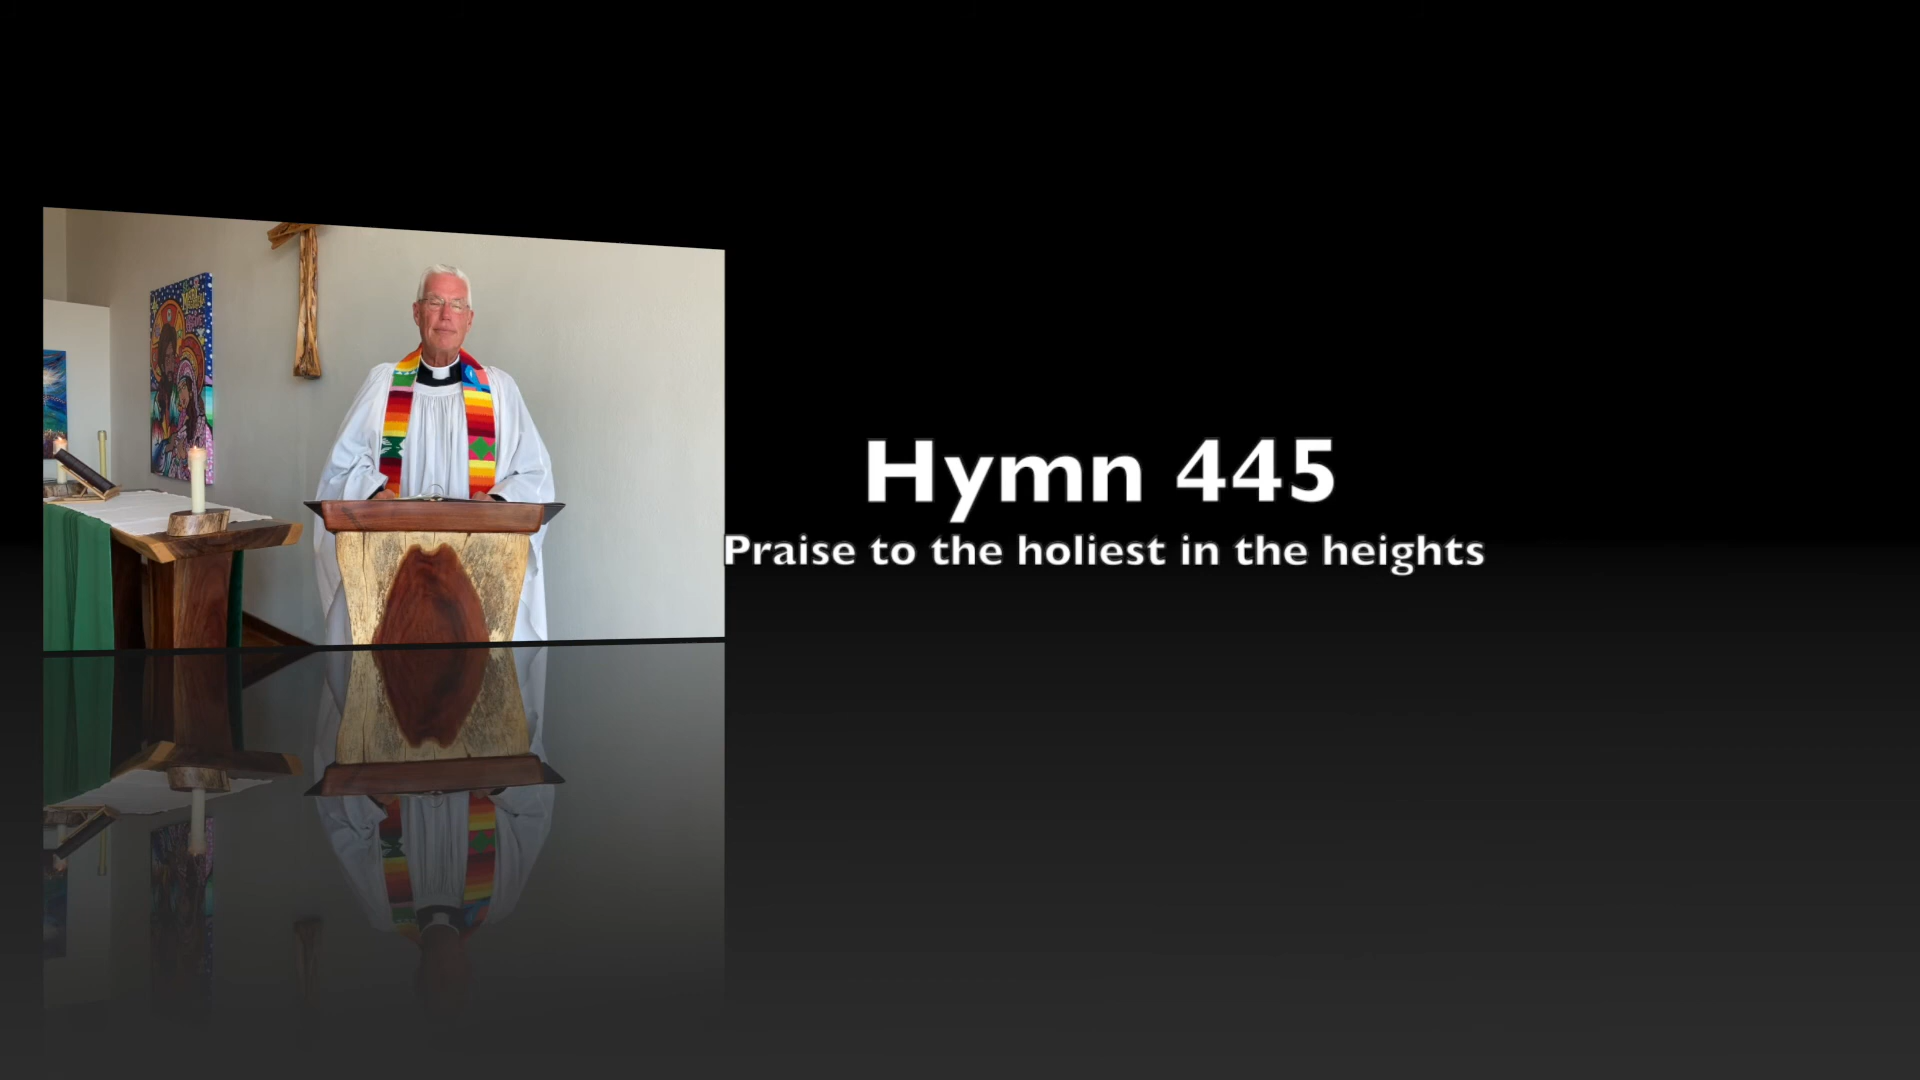 Hymn 445
Praise to the holiest in the heights